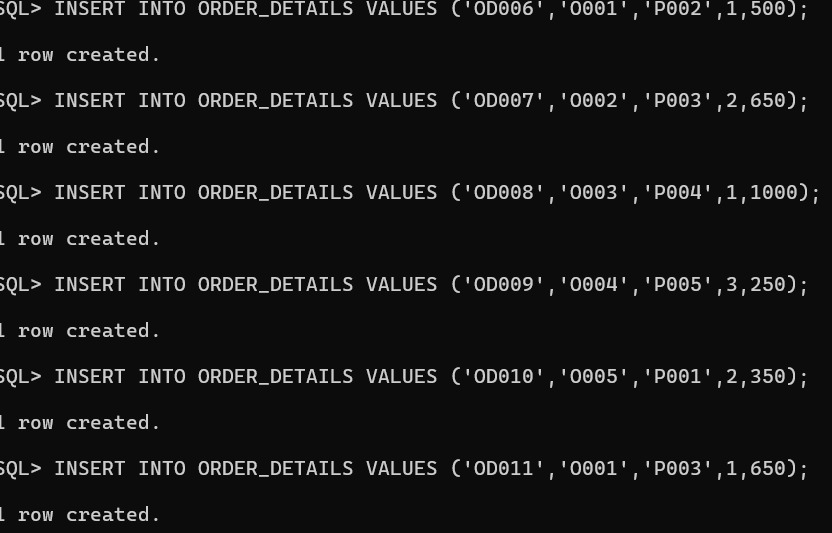 SQL> INSERT INTO ORDER_DETAILS VALUES ('OD006','O001','P002',1,500);
1 row created.
SQL> INSERT INTO ORDER_DETAILS VALUES ('OD007','O002','P003',2,650);
1 row created.
SQL> INSERT INTO ORDER_DETAILS VALUES ('OD008','O003','P004',1,1000);
1 row created.
SQL> INSERT INTO ORDER_DETAILS VALUES ('OD009','O004','P005',3,250);
1 row created.
SQL> INSERT INTO ORDER_DETAILS VALUES ('OD010','O005','P001',2,350);
1 row created.
SQL> INSERT INTO ORDER_DETAILS VALUES ('OD011','O001','P003',1,650);
1 row created.